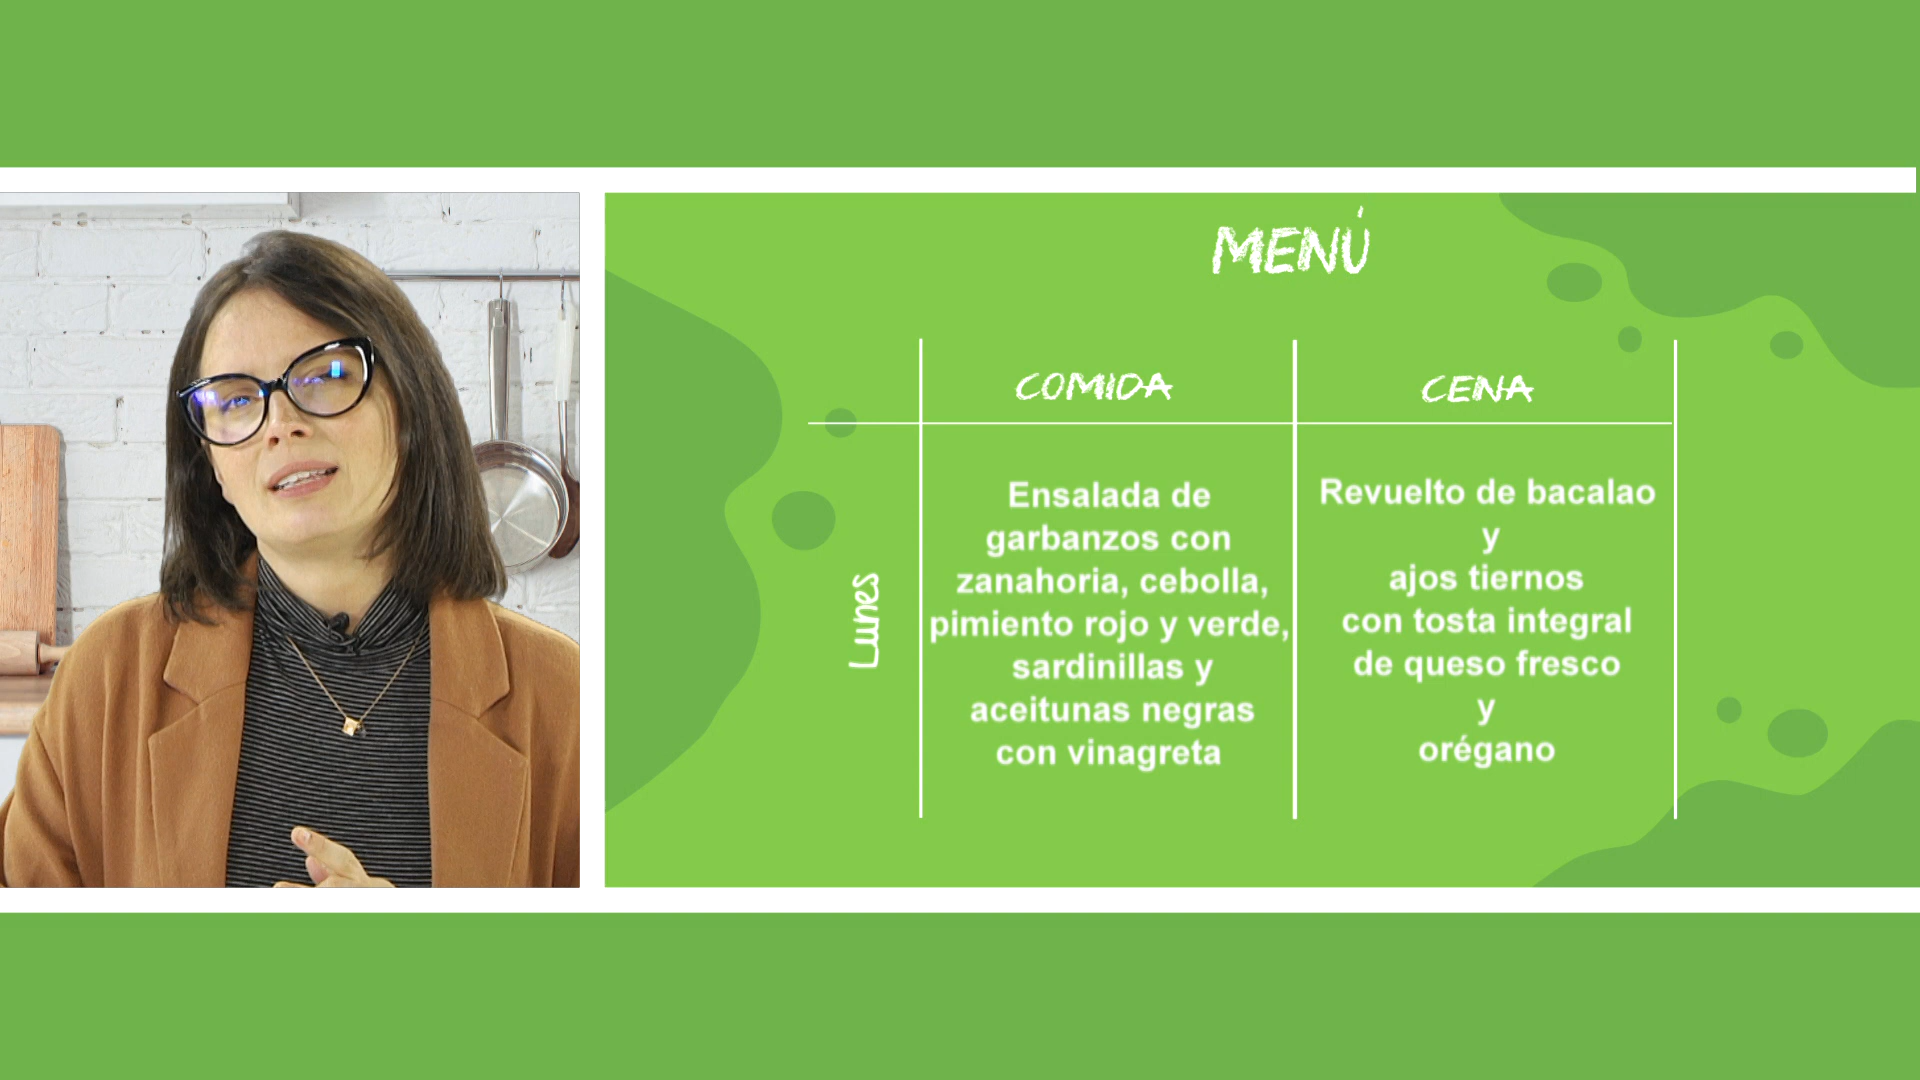 MENÚ
COMIDA
CENA
Lunes
Ensalada de
garbanzos con
zanahoria, cebolla,
pimiento rojo y verde,
sardinillas y
aceitunas negras
con vinagreta
Revuelto de bacalao
y
ajos tiernos
con tosta integral
de queso fresco
y
orégano